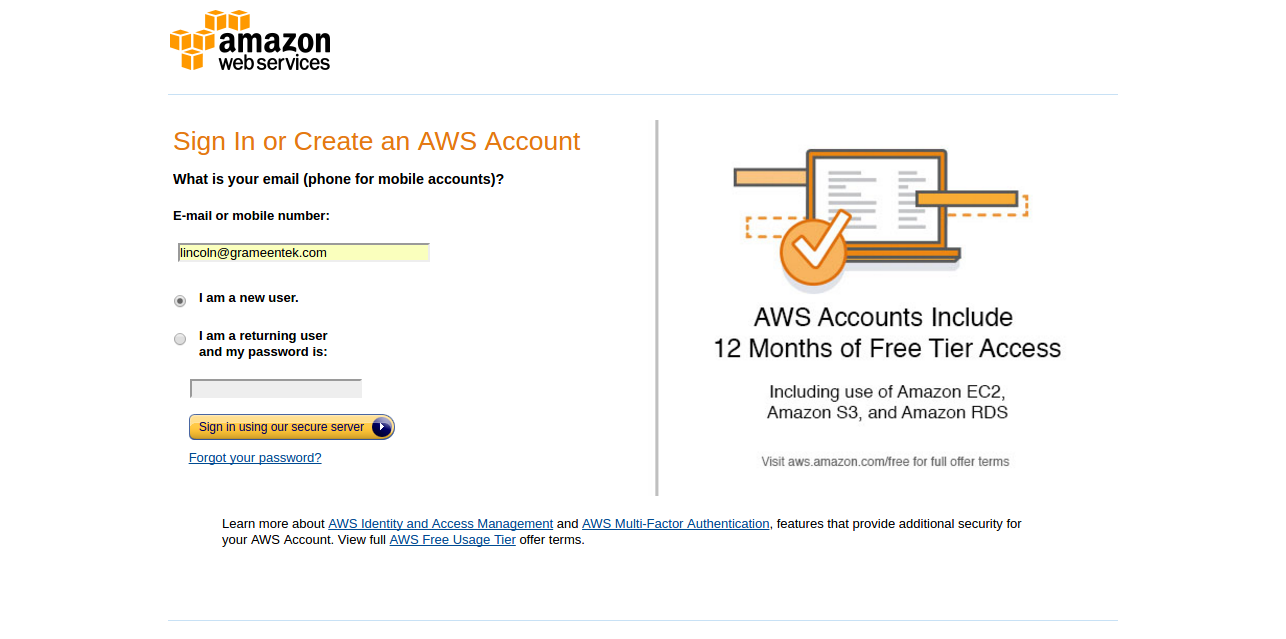 amazon
web services
Sign In or Create an AWS Account
What is your email (phone for mobile accounts)?
E-mail or mobile number:
lincoln@grameentek.com
I am a new user.
I am a returning user
and my password is:
Sign in using our secure server
Forgot your password?
AWS Accounts Include
12 Months of Free Tier Access
Including use of Amazon EC2,
Amazon S3, and Amazon RDS
Visit aws.amazon.com/free for full offer terms
Learn more about AWS Identity and Access Management and AWS Multi-Factor Authentication, features that provide additional security for
your AWS Account. View full AWS Free Usage Tier offer terms.